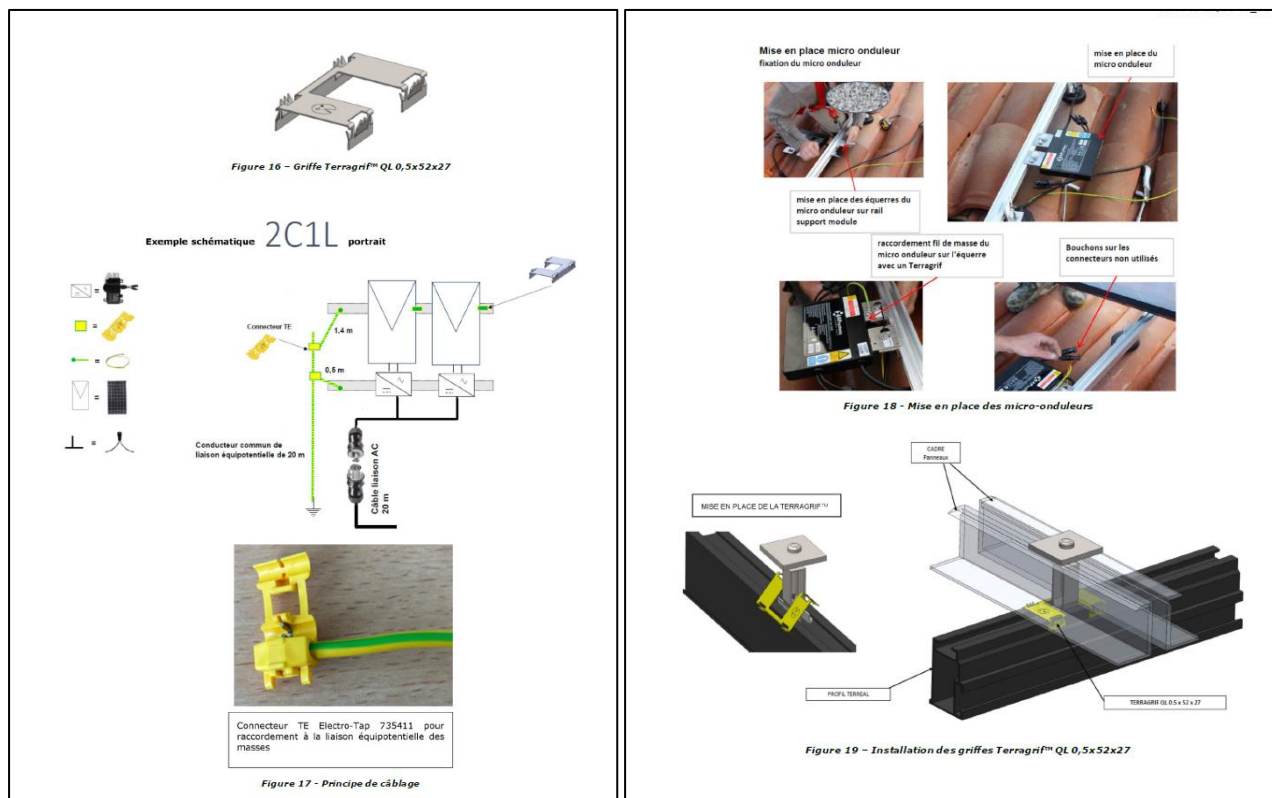 Figure 16 – Griffe Terragrif™ QL 0,5x52x27
Exemple schématique 2C1L portrait
=
=
=
=
=
Connecteur TE
1,4 m
0,5 m
Conducteur commun de
liaison équipotentielle de 20 m
Câble liaison AC
20 m
Connecteur TE Electro-Tap 735411 pour
raccordement à la liaison équipotentielle des
masses
Figure 17 - Principe de câblage
Mise en place micro onduleur
fixation du micro onduleur
mise en place du
micro onduleur
mise en place des équerres du
micro onduleur sur rail
support module
raccordement fil de masse du
micro onduleur sur l'équerre
avec un Terragrif
Bouchons sur les
connecteurs non utilisés
Figure 18 - Mise en place des micro-onduleurs
CADRE
Panneaux
MISE EN PLACE DE LA TERRAGRIF™
PROFIL TERREAL
TERRAGRIF QL 0.5 x 52 x 27
Figure 19 – Installation des griffes Terragrif™ QL 0,5x52x27